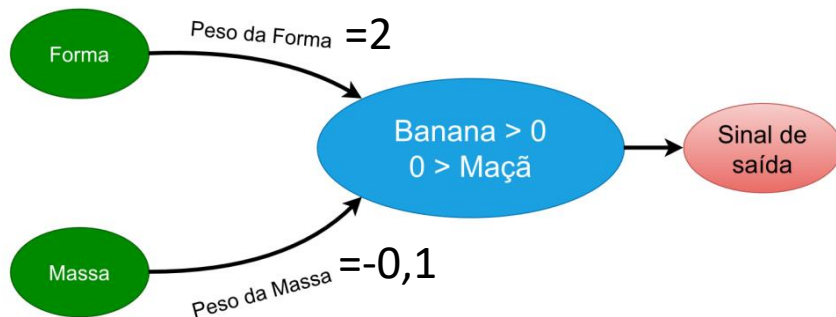 Forma
Peso da Forma =2
Banana > 0
0 > Maçã
Sinal de
saída
Massa
Peso da Massa =-0,1